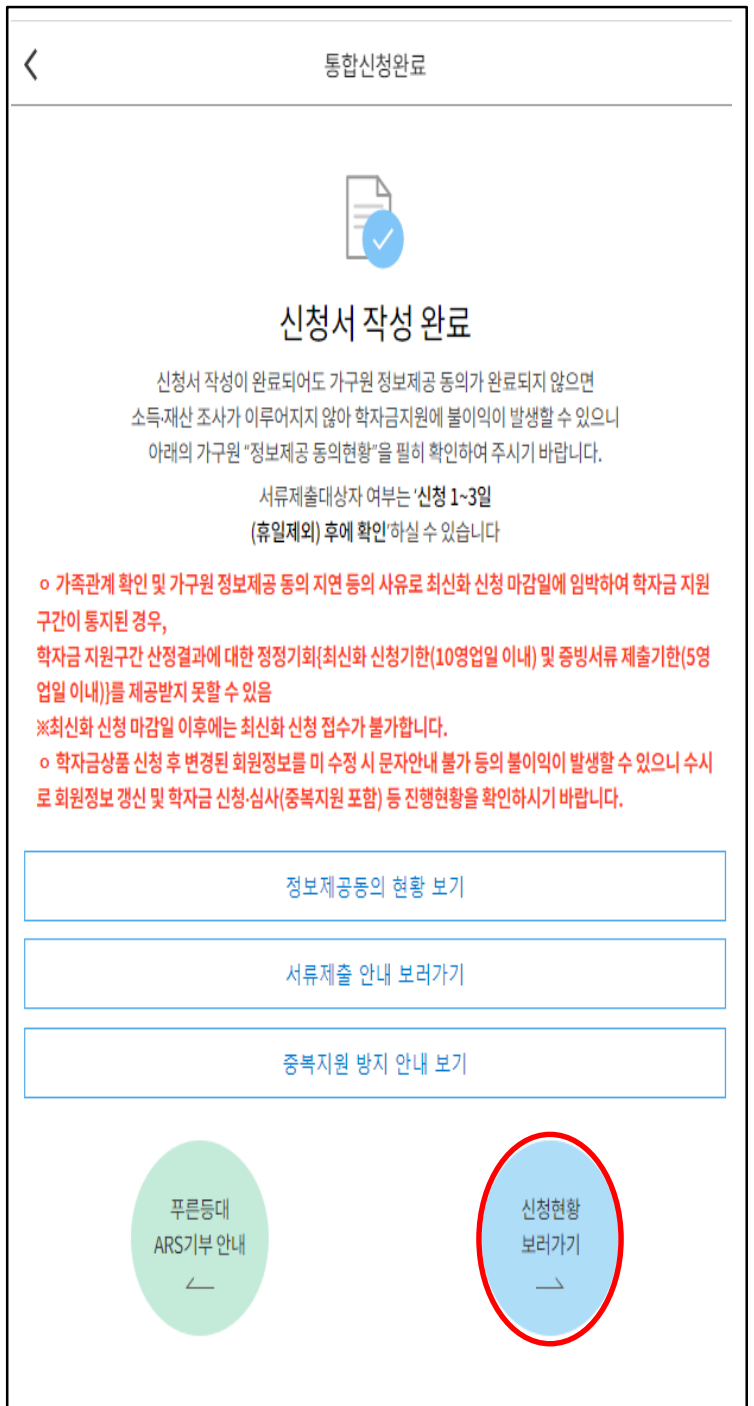 통합신청완료
신청서 작성 완료
신청서 작성이 완료되어도 가구원 정보제공 동의가 완료되지 않으면
소득·재산 조사가 이루어지지 않아 학자금지원에 불이익이 발생할 수 있으니
아래의 가구원 “정보제공 동의현황”을 필히 확인하여 주시기 바랍니다.
서류제출대상자 여부는 ‘신청 1~3일
(휴일제외) 후에 확인’하실 수 있습니다
ㅇ 가족관계 확인 및 가구원 정보제공 동의 지연 등의 사유로 최신화 신청 마감일에 임박하여 학자금 지원
구간이 통지된 경우,
학자금 지원구간 산정결과에 대한 정정기회{최신화 신청기한(10영업일 이내) 및 증빙서류 제출기한(5영
업일 이내)}를 제공받지 못할 수 있음
※최신화 신청 마감일 이후에는 최신화 신청 접수가 불가합니다.
ㅇ 학자금상품 신청 후 변경된 회원정보를 미 수정 시 문자안내 불가 등의 불이익이 발생할 수 있으니 수시
로 회원정보 갱신 및 학자금 신청·심사(중복지원 포함) 등 진행현황을 확인하시기 바랍니다.
정보제공동의 현황 보기
서류제출 안내 보러가기
중복지원 방지 안내 보기
푸른등대
ARS기부 안내
신청현황
보러가기